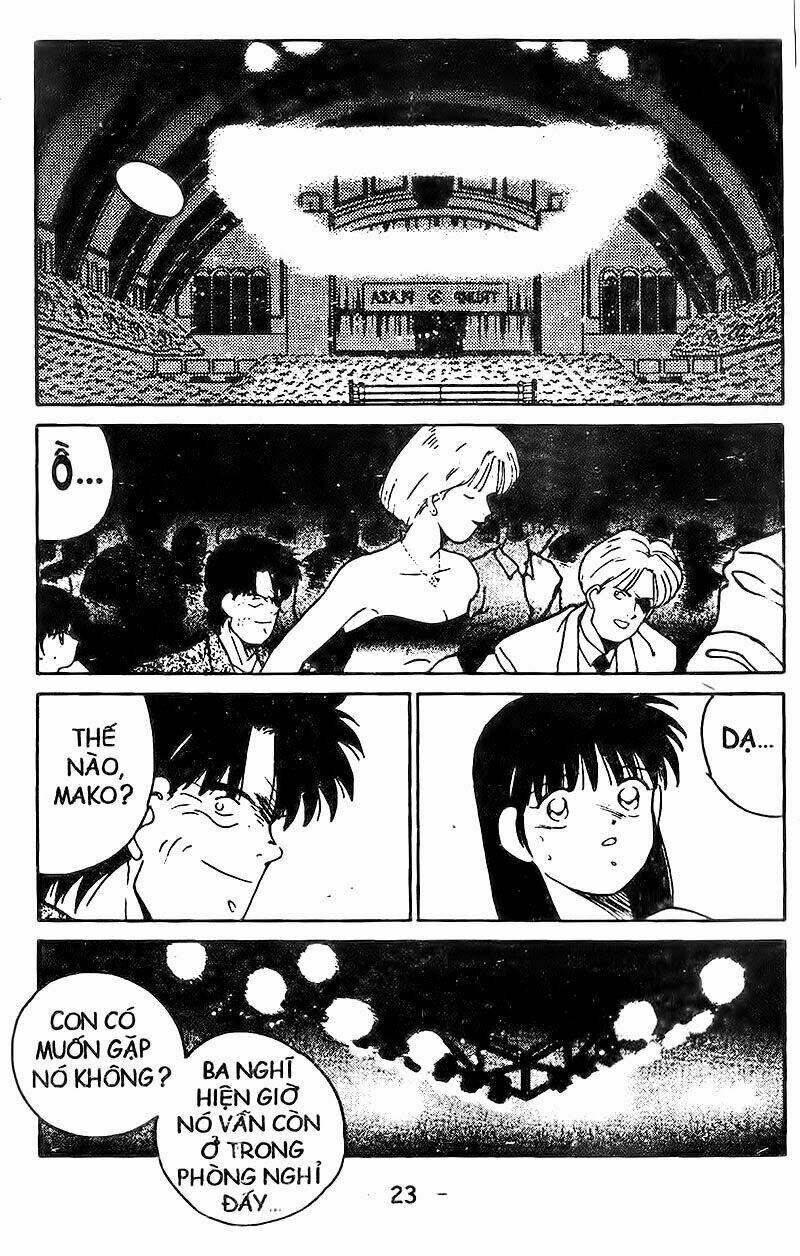 TRUMP PLAZA
Ồ...
THẾ
NÀO,
MAKO?
DẠ...
CON CÓ
MUỐN GẶP
NÓ KHÔNG?
BA NGHĨ
HIỆN GIỜ
NÓ VẪN CÒN
Ở TRONG
PHÒNG NGHỈ
ĐẤY...
23 -